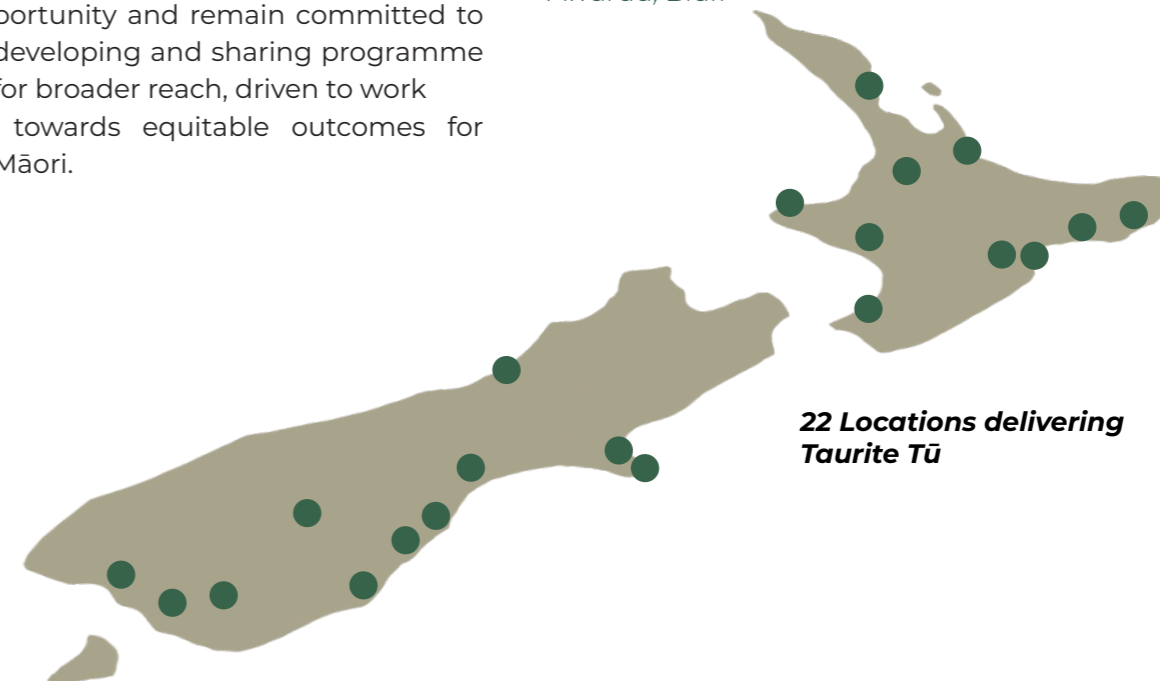 portunity and remain committed to
developing and sharing programme
for broader reach, driven to work
towards equitable outcomes for
Māori.
22 Locations delivering
Taurite Tū